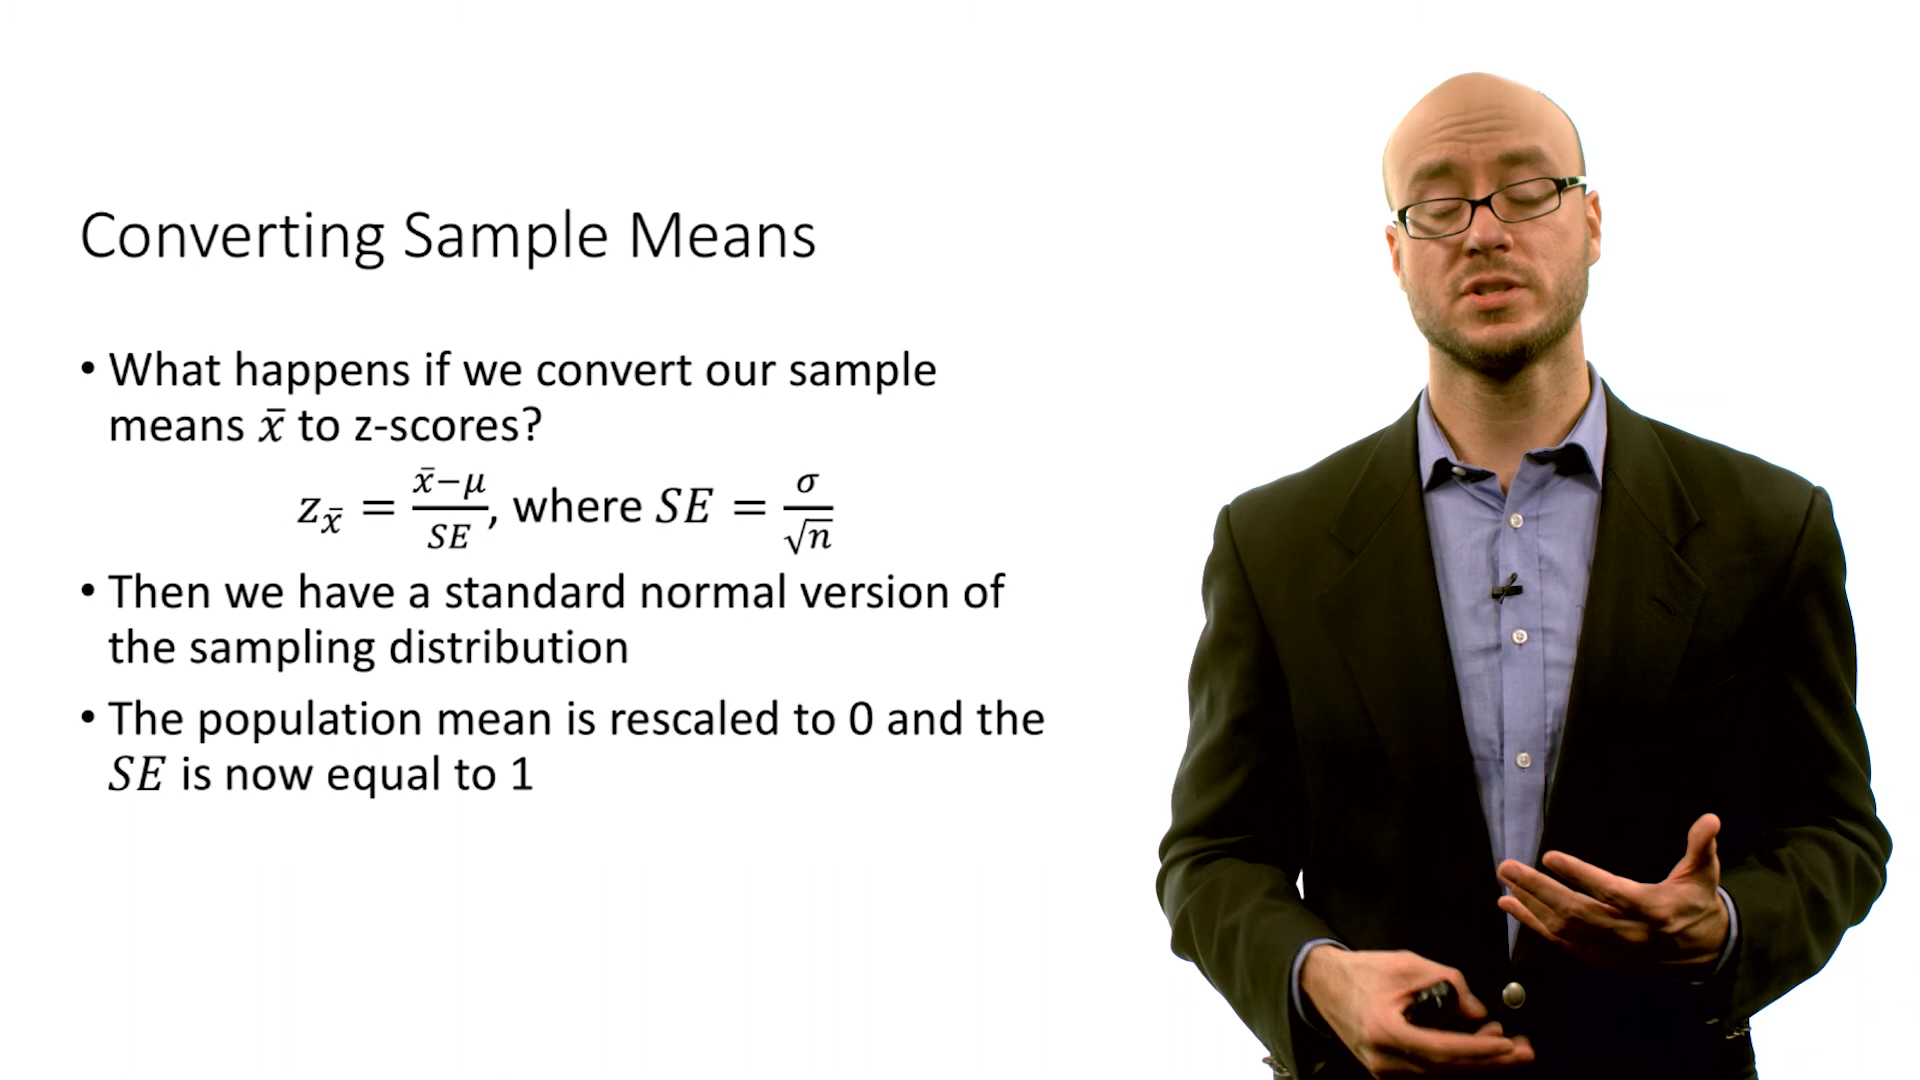 Converting Sample Means
• What happens if we convert our sample
means x̄ to z-scores?
z_x̄ = (x̄−μ)/SE, where SE = σ/√n
• Then we have a standard normal version of
the sampling distribution
• The population mean is rescaled to 0 and the
SE is now equal to 1